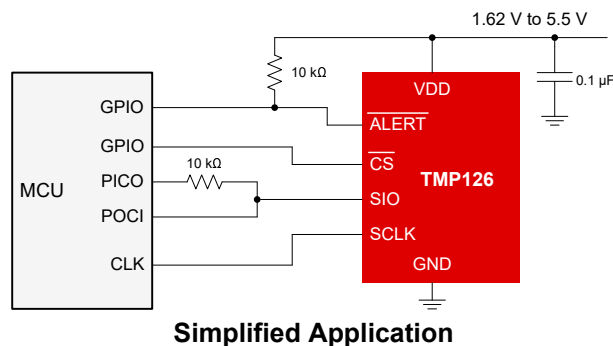 1.62 V to 5.5 V
10 kΩ
0.1 µF
VDD
GPIO
ALERT
GPIO
CS
10 kΩ
PICO
TMP126
MCU
SIO
POCI
SCLK
CLK
GND
Simplified Application